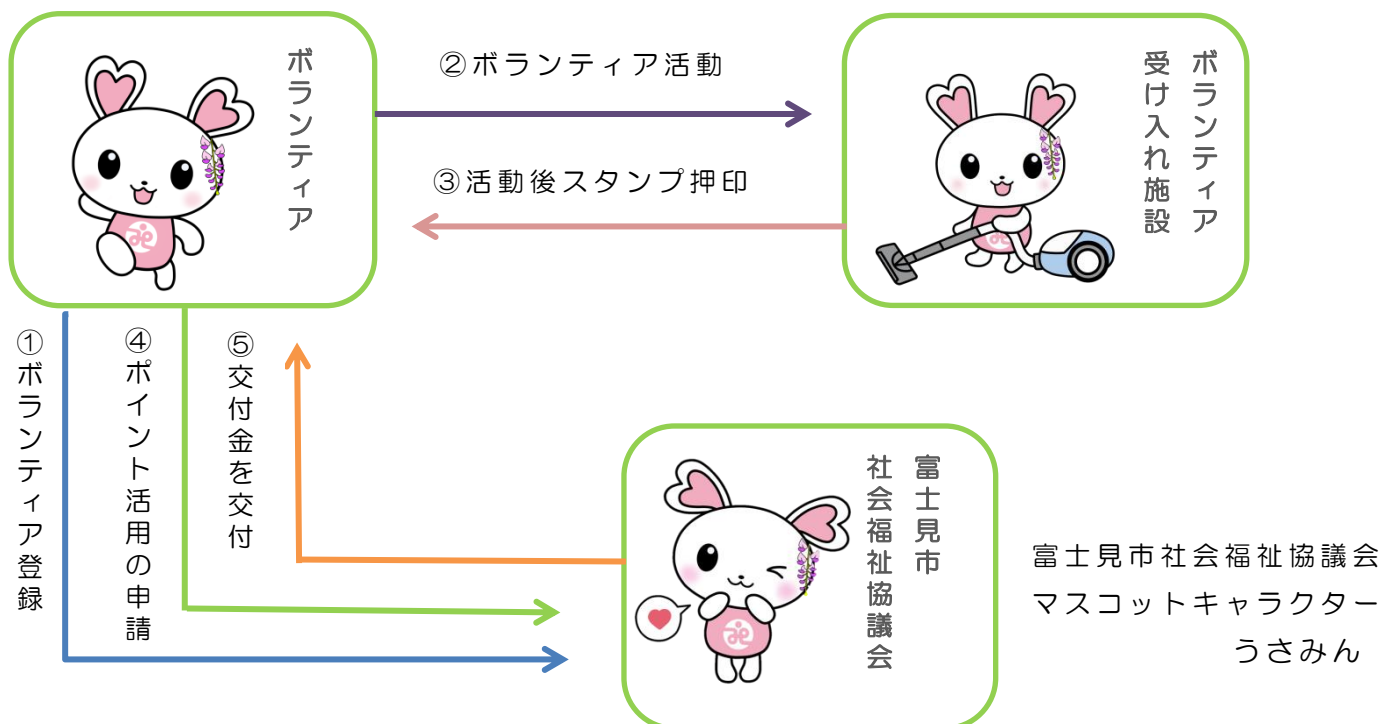 ボランティア
②ボランティア活動
③活動後スタンプ押印
ボランティア
受け入れ施設
①ボランティア登録
④ポイント活用の申請
⑤交付金を交付
富士見市
社会福祉協議会
富士見市社会福祉協議会
マスコットキャラクター
うさみん